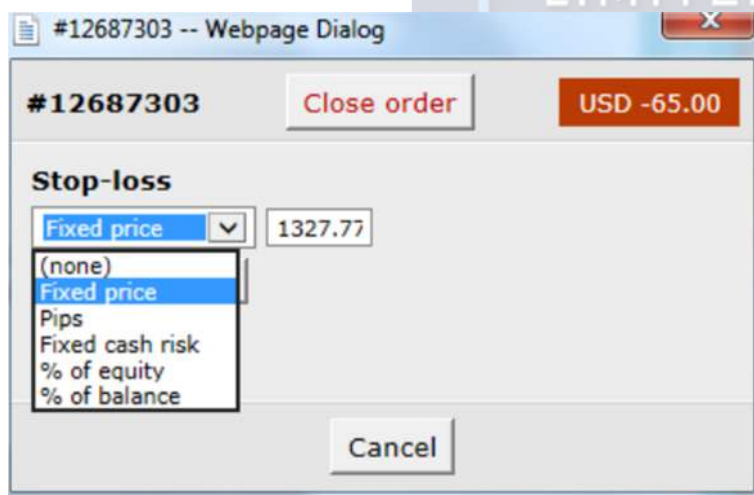 #12687303 -- Webpage Dialog
#12687303 Close order USD -65.00
Stop-loss
Fixed price 1327.77
(none)
Fixed price
Pips
Fixed cash risk
% of equity
% of balance
Cancel